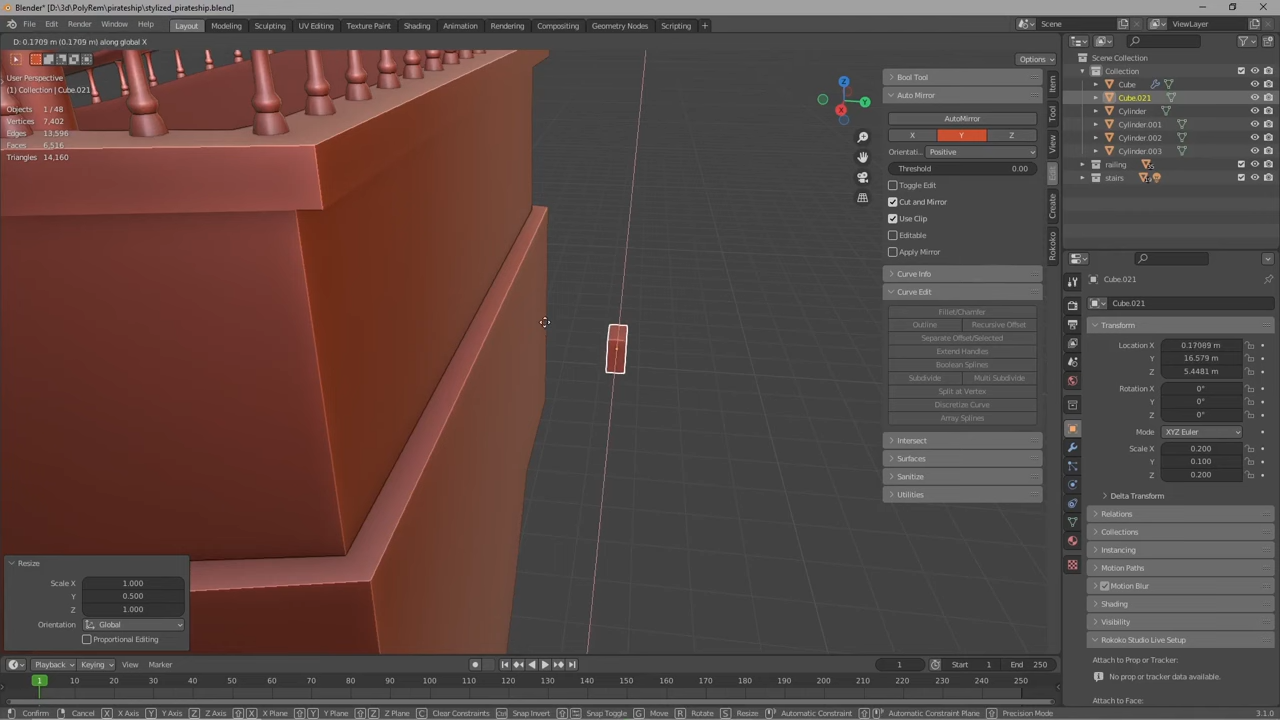 Blender* [D:\3d\PolyRem\pirateship\stylized_pirateship.blend]
File Edit Render Window Help Layout Modeling Sculpting UV Editing Texture Paint Shading Animation Rendering Compositing Geometry Nodes Scripting + Scene ViewLayer
D: 0.1709 m (0.1709 m) along global X
Options
User Perspective
(1) Collection | Cube.021
Objects 1 / 48
Vertices 7,402
Edges 13,596
Faces 6,516
Triangles 14,160
Z
Y
X
Bool Tool
Auto Mirror
AutoMirror
X Y Z
Orientati... Positive
Threshold 0.00
Toggle Edit
Cut and Mirror
Use Clip
Editable
Apply Mirror
Curve Info
Curve Edit
Fillet/Chamfer
Outline Recursive Offset
Separate Offset/Selected
Extend Handles
Boolean Splines
Subdivide Multi Subdivide
Split at Vertex
Discretize Curve
Array Splines
Intersect
Surfaces
Sanitize
Utilities
Item
Tool
View
Edit
Create
Rokoko
Scene Collection
Collection
Cube
Cube.021
Cylinder
Cylinder.001
Cylinder.002
Cylinder.003
railing
stairs
Cube.021
Cube.021
Transform
Location X 0.17089 m
Y 16.579 m
Z 5.4481 m
Rotation X 0°
Y 0°
Z 0°
Mode XYZ Euler
Scale X 0.200
Y 0.100
Z 0.200
Delta Transform
Relations
Collections
Instancing
Motion Paths
Motion Blur
Shading
Visibility
Rokoko Studio Live Setup
Attach to Prop or Tracker:
No prop or tracker data available.
Attach to Face:
Resize
Scale X 1.000
Y 0.500
Z 1.000
Orientation Global
Proportional Editing
Playback Keying View Marker 1 Start 1 End 250
1 10 20 30 40 50 60 70 80 90 100 110 120 130 140 150 160 170 180 190 200 210 220 230 240 250
Confirm Cancel X X Axis Y Y Axis Z Z Axis X X Plane Y Y Plane Z Z Plane C Clear Constraints Snap Invert Snap Toggle G Move R Rotate S Resize Automatic Constraint Automatic Constraint Plane Precision Mode 3.1.0